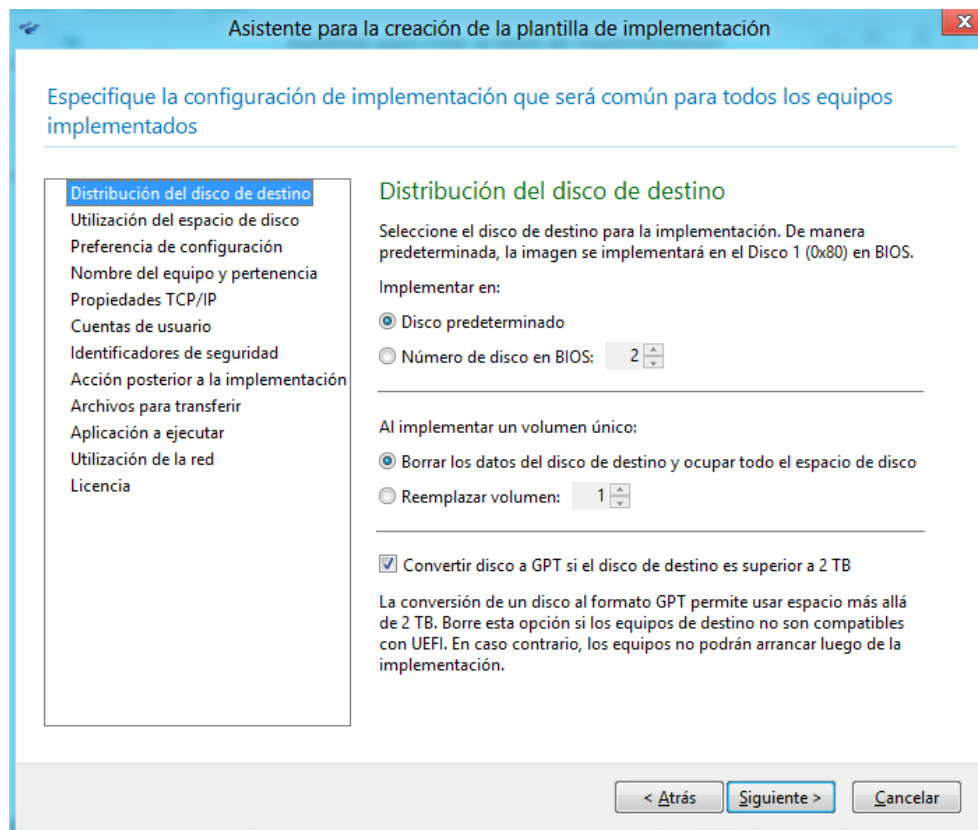 Asistente para la creación de la plantilla de implementación
x
Especifique la configuración de implementación que será común para todos los equipos
implementados
Distribución del disco de destino
Utilización del espacio de disco
Preferencia de configuración
Nombre del equipo y pertenencia
Propiedades TCP/IP
Cuentas de usuario
Identificadores de seguridad
Acción posterior a la implementación
Archivos para transferir
Aplicación a ejecutar
Utilización de la red
Licencia
Distribución del disco de destino
Seleccione el disco de destino para la implementación. De manera
predeterminada, la imagen se implementará en el Disco 1 (0x80) en BIOS.
Implementar en:
Disco predeterminado
Número de disco en BIOS: 2
Al implementar un volumen único:
Borrar los datos del disco de destino y ocupar todo el espacio de disco
Reemplazar volumen: 1
Convertir disco a GPT si el disco de destino es superior a 2 TB
La conversión de un disco al formato GPT permite usar espacio más allá
de 2 TB. Borre esta opción si los equipos de destino no son compatibles
con UEFI. En caso contrario, los equipos no podrán arrancar luego de la
implementación.
< Atrás
Siguiente >
Cancelar